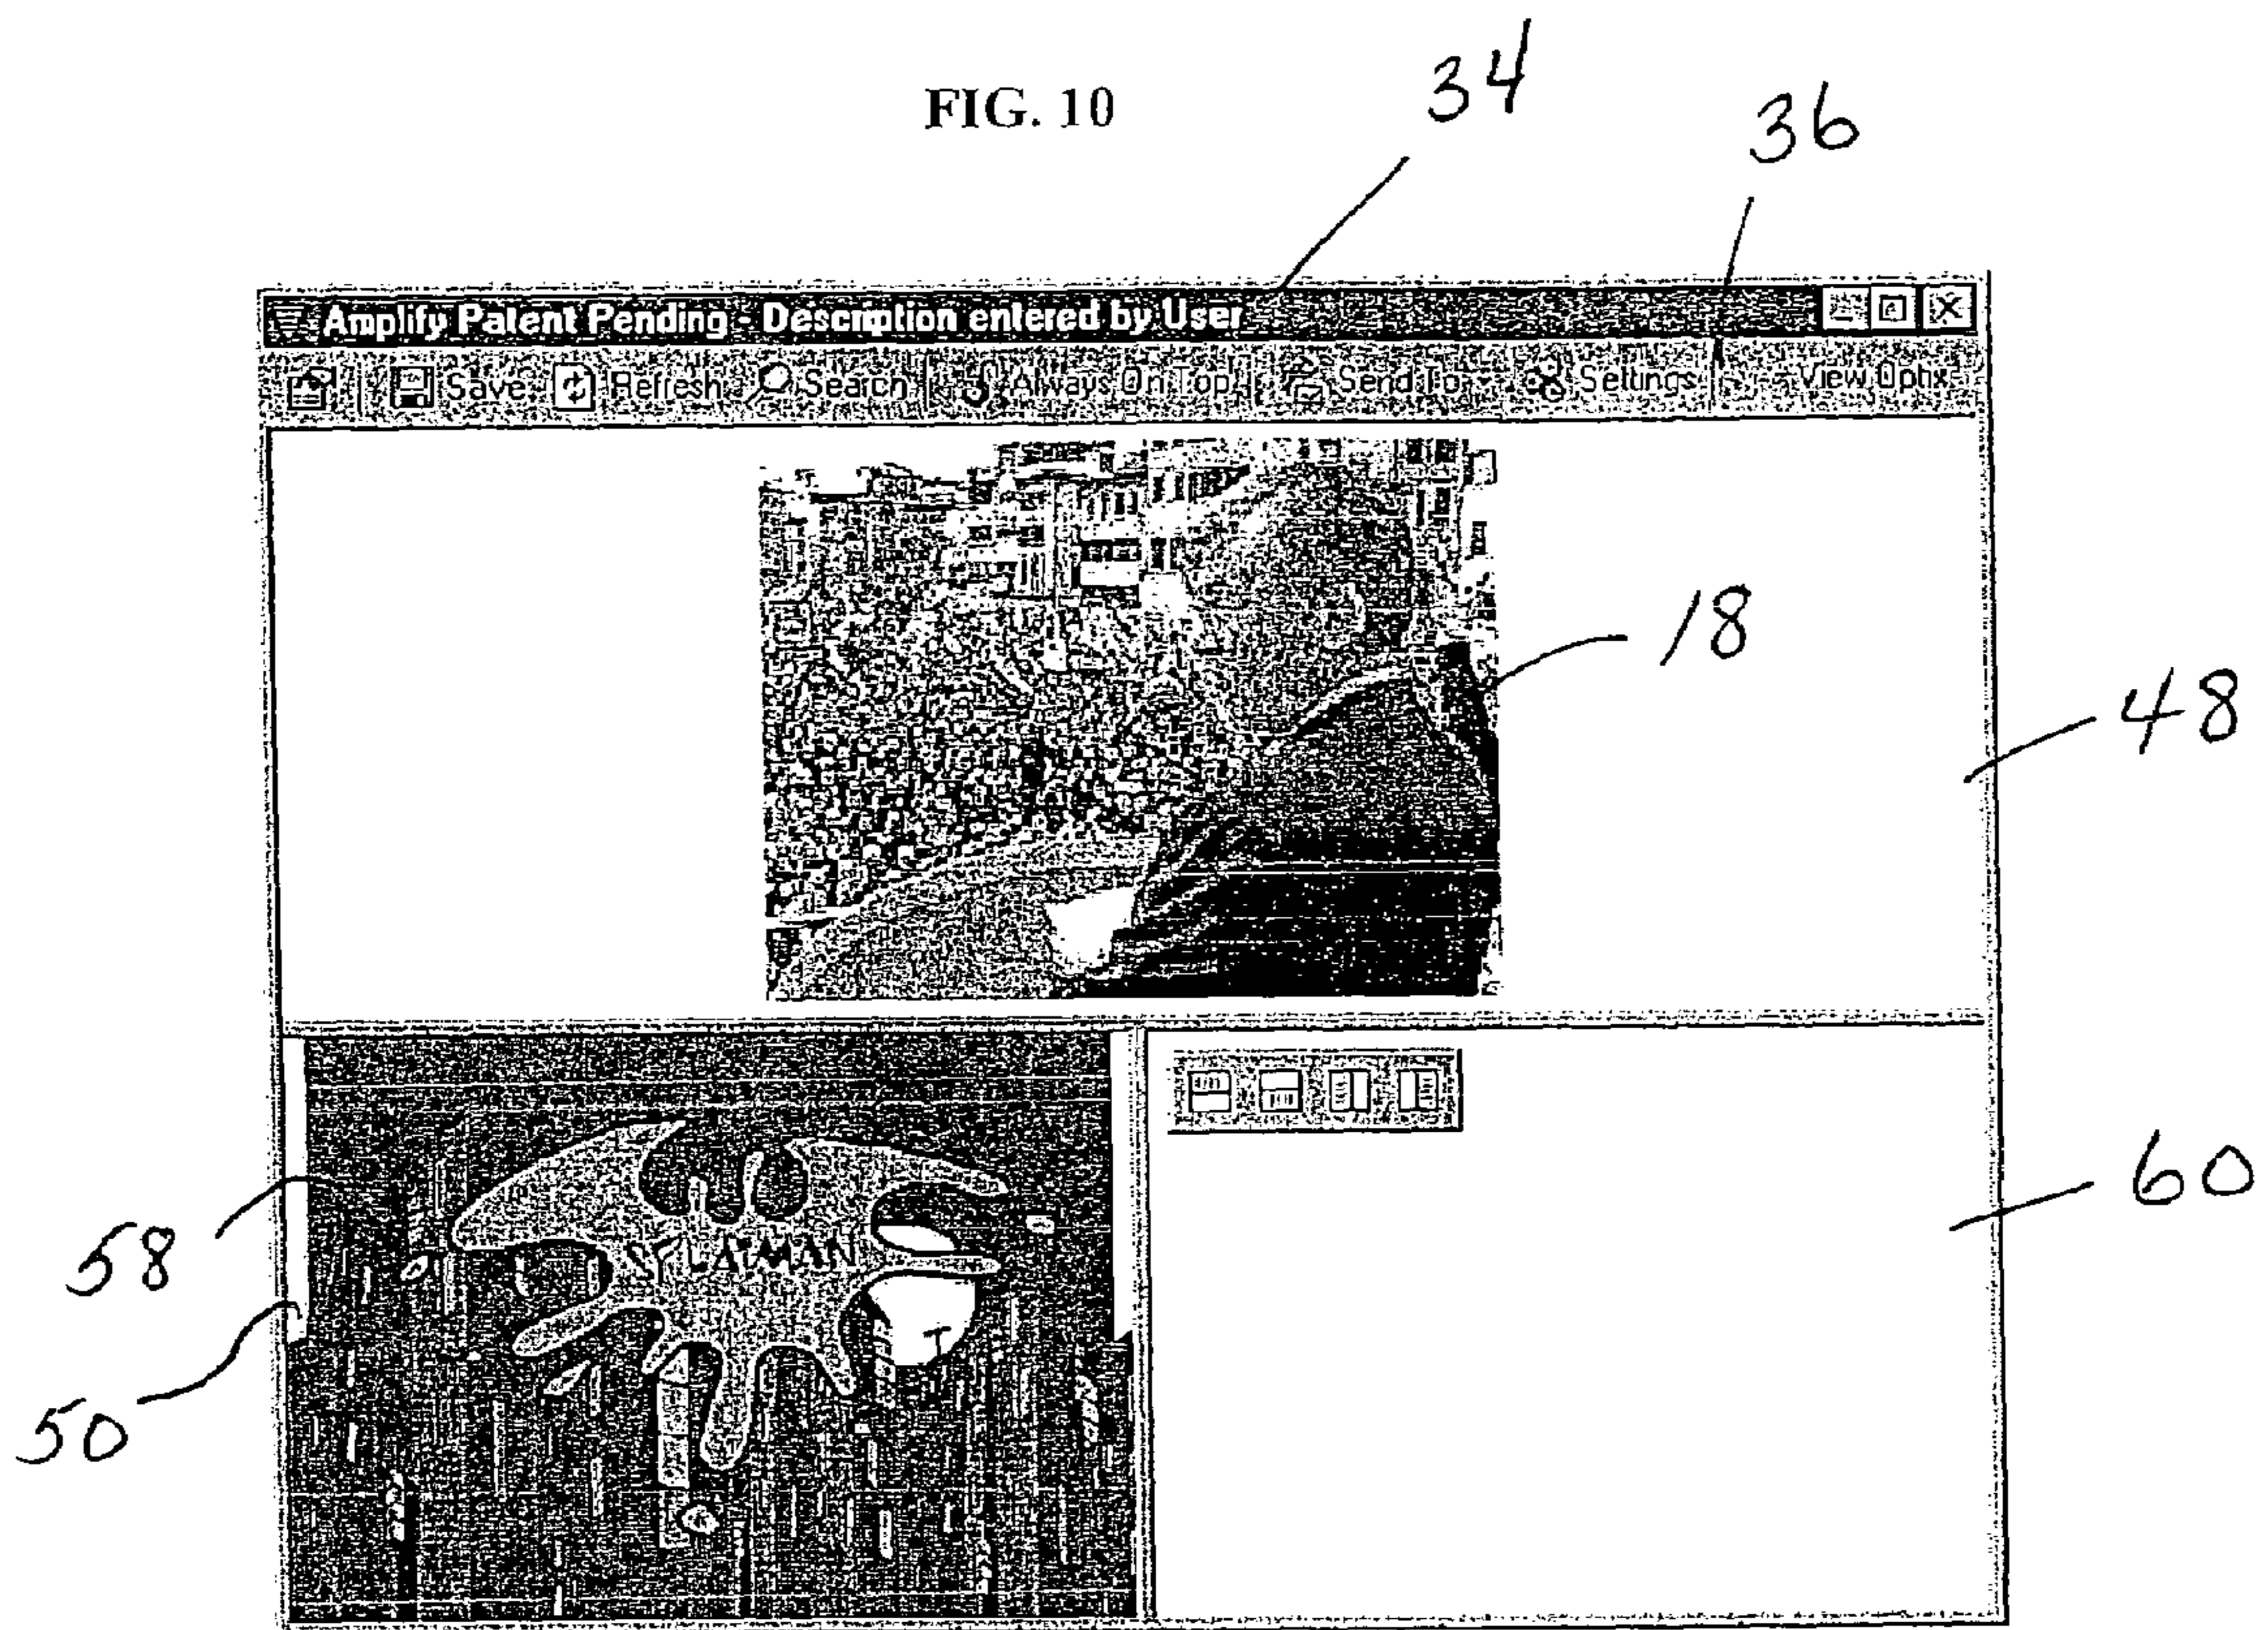 FIG. 10
34
36
Amplify Patent Pending - Description entered by User
Save Refresh Search Always On Top Send To Settings View Optix
18
48
58
60
50